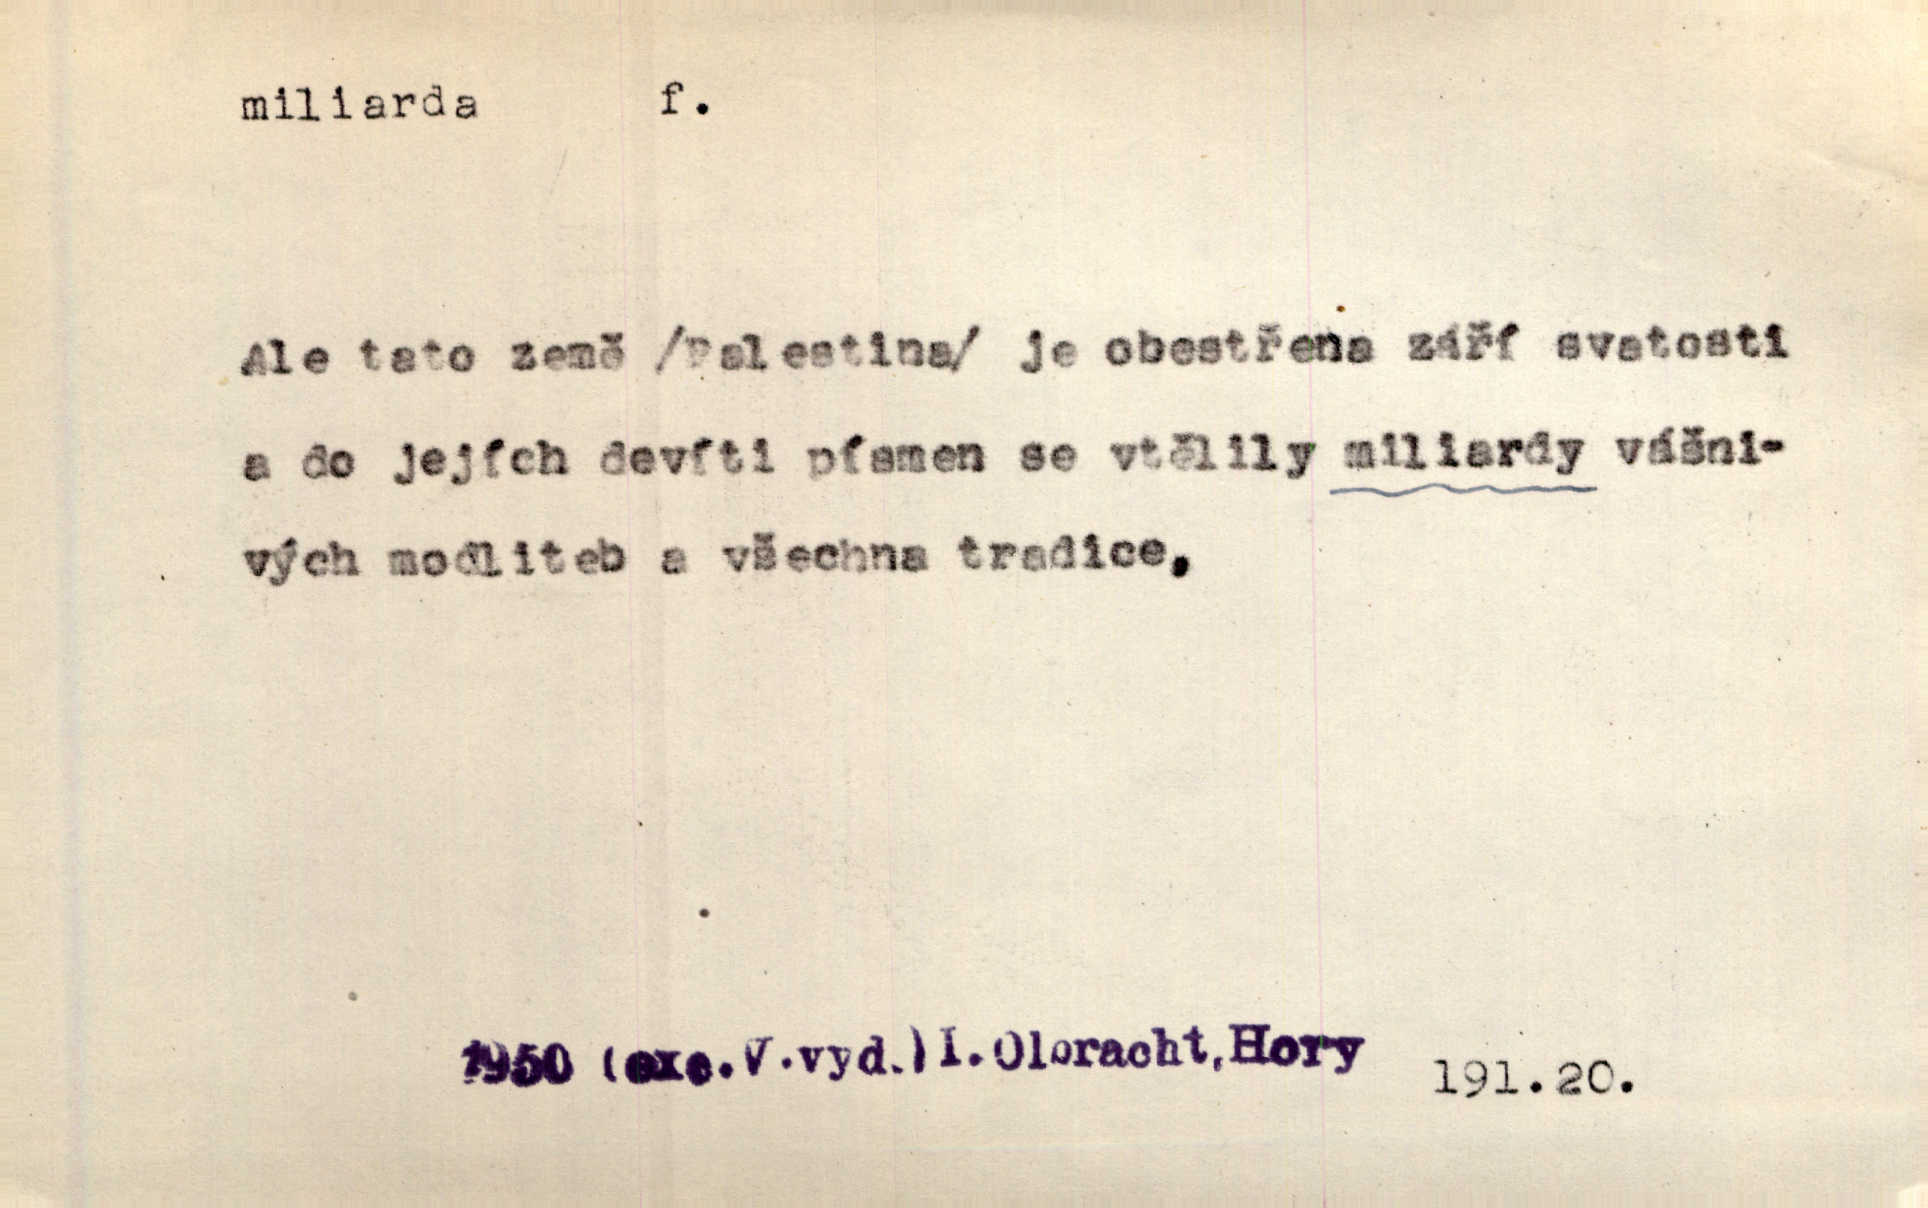 miliarda f.
Ale tato země /Palestina/ je obestřena září svatosti
a do jejích devíti písmen se vtělily miliardy vášni-
vých modliteb a všechna tradice,
1950 (exc. V. vyd.) I. Olbracht, Hory 191.20.